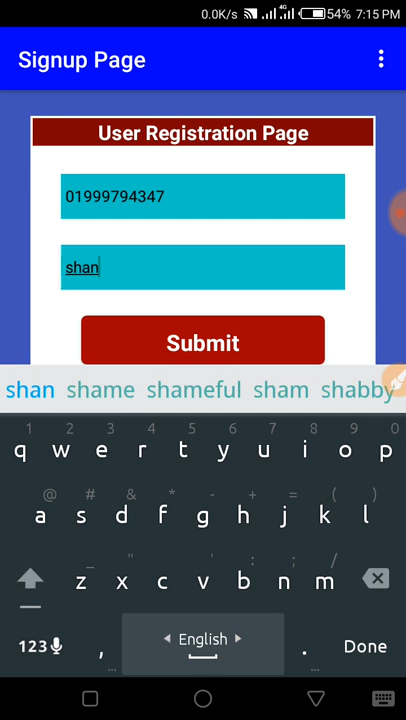 0.0K/s 4G 54% 7:15 PM
Signup Page
User Registration Page
01999794347
shan
Submit
shan shame shameful sham shabby
1 2 3 4 5 6 7 8 9 0
q w e r t y u i o p
@ # & * - + = ( )
a s d f g h j k l
_ " ' : ; /
z x c v b n m
123 , English . Done